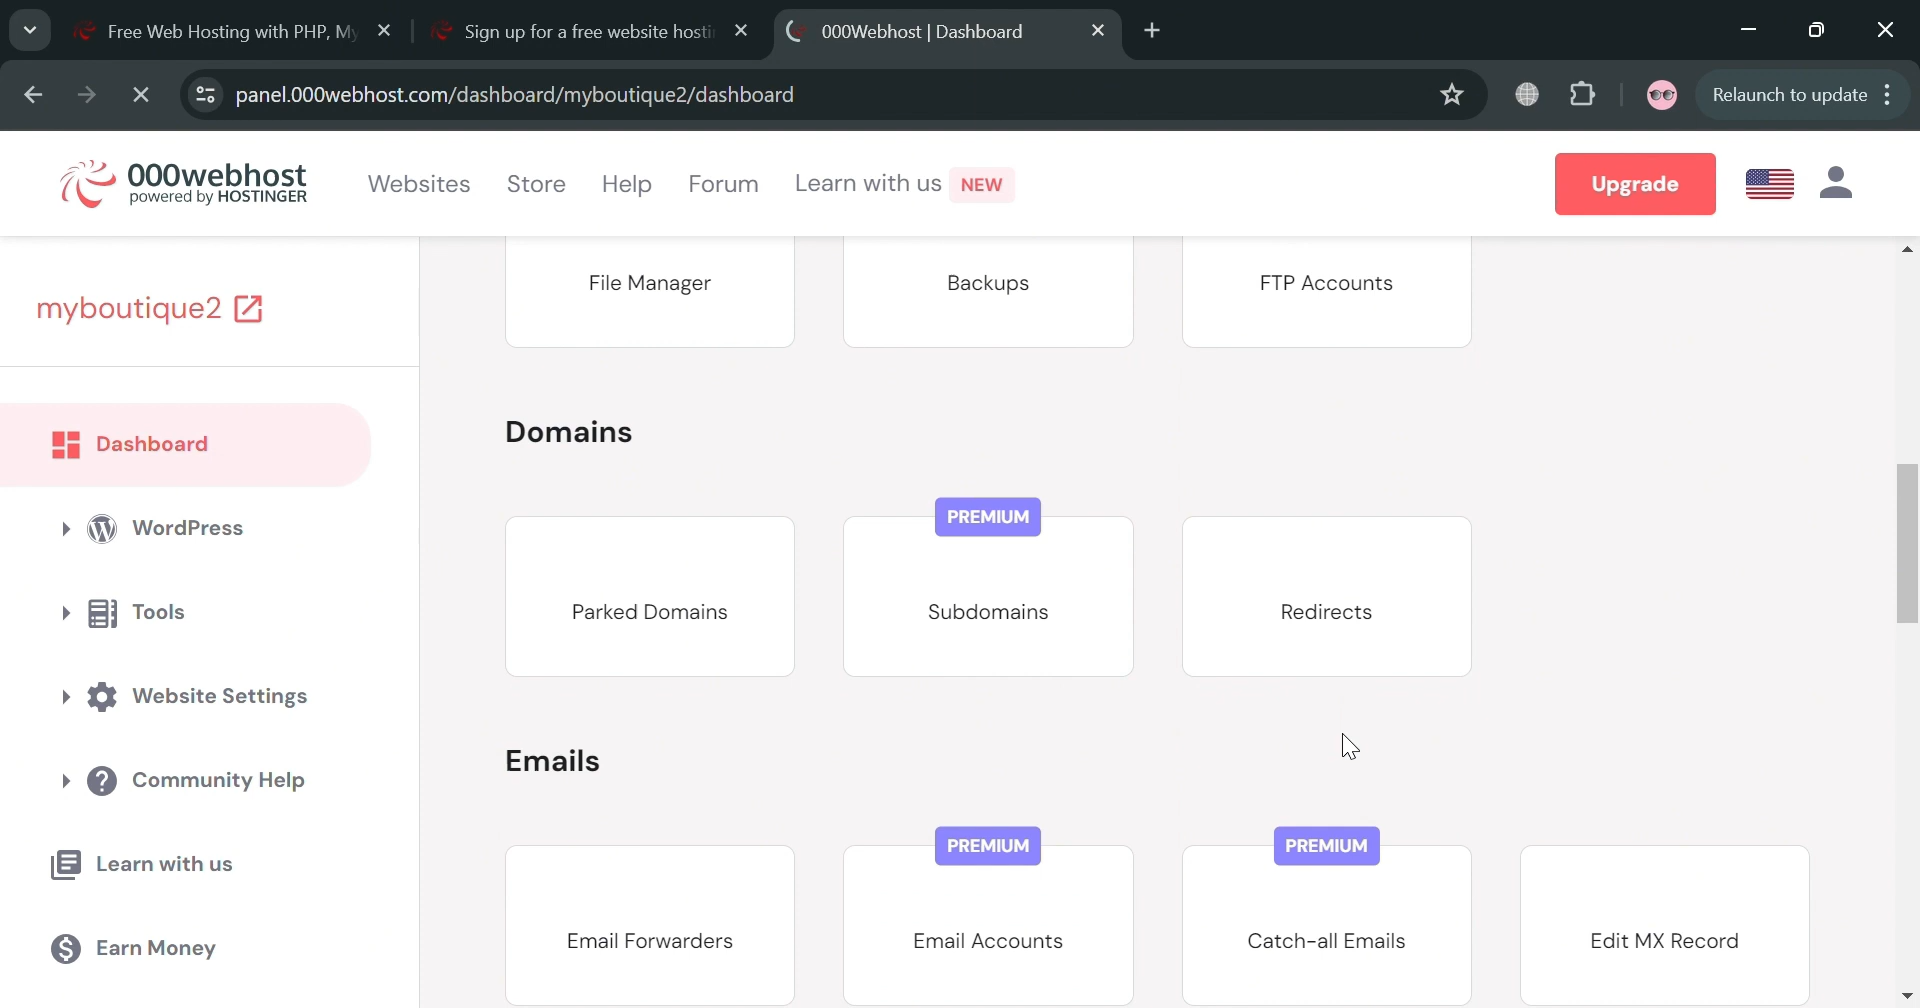 Free Web Hosting with PHP, My
Sign up for a free website hosti
000Webhost | Dashboard
panel.000webhost.com/dashboard/myboutique2/dashboard
Relaunch to update
000webhost
powered by HOSTINGER
Websites
Store
Help
Forum
Learn with us NEW
Upgrade
myboutique2
Dashboard
WordPress
Tools
Website Settings
Community Help
Learn with us
Earn Money
File Manager
Backups
FTP Accounts
Domains
Parked Domains
PREMIUM
Subdomains
Redirects
Emails
Email Forwarders
PREMIUM
Email Accounts
PREMIUM
Catch-all Emails
Edit MX Record